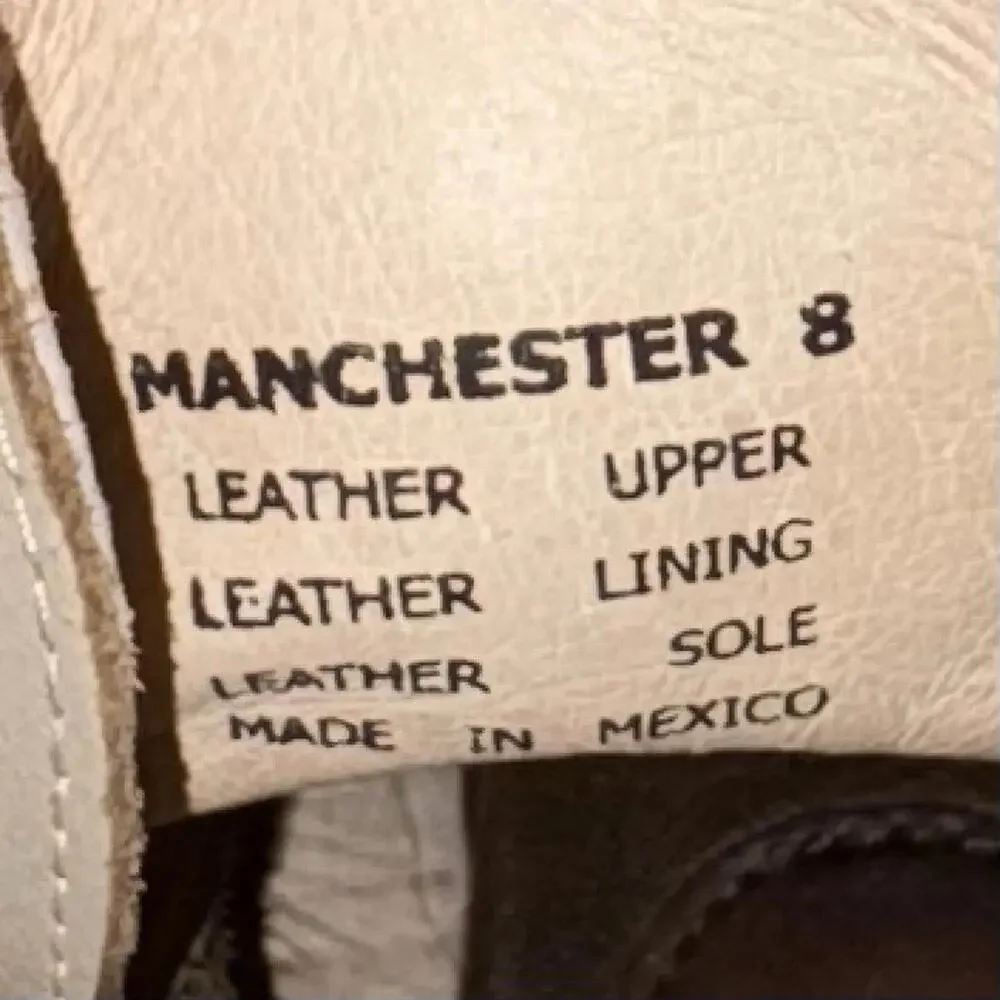 MANCHESTER 8
LEATHER UPPER
LEATHER LINING
LEATHER SOLE
MADE IN MEXICO